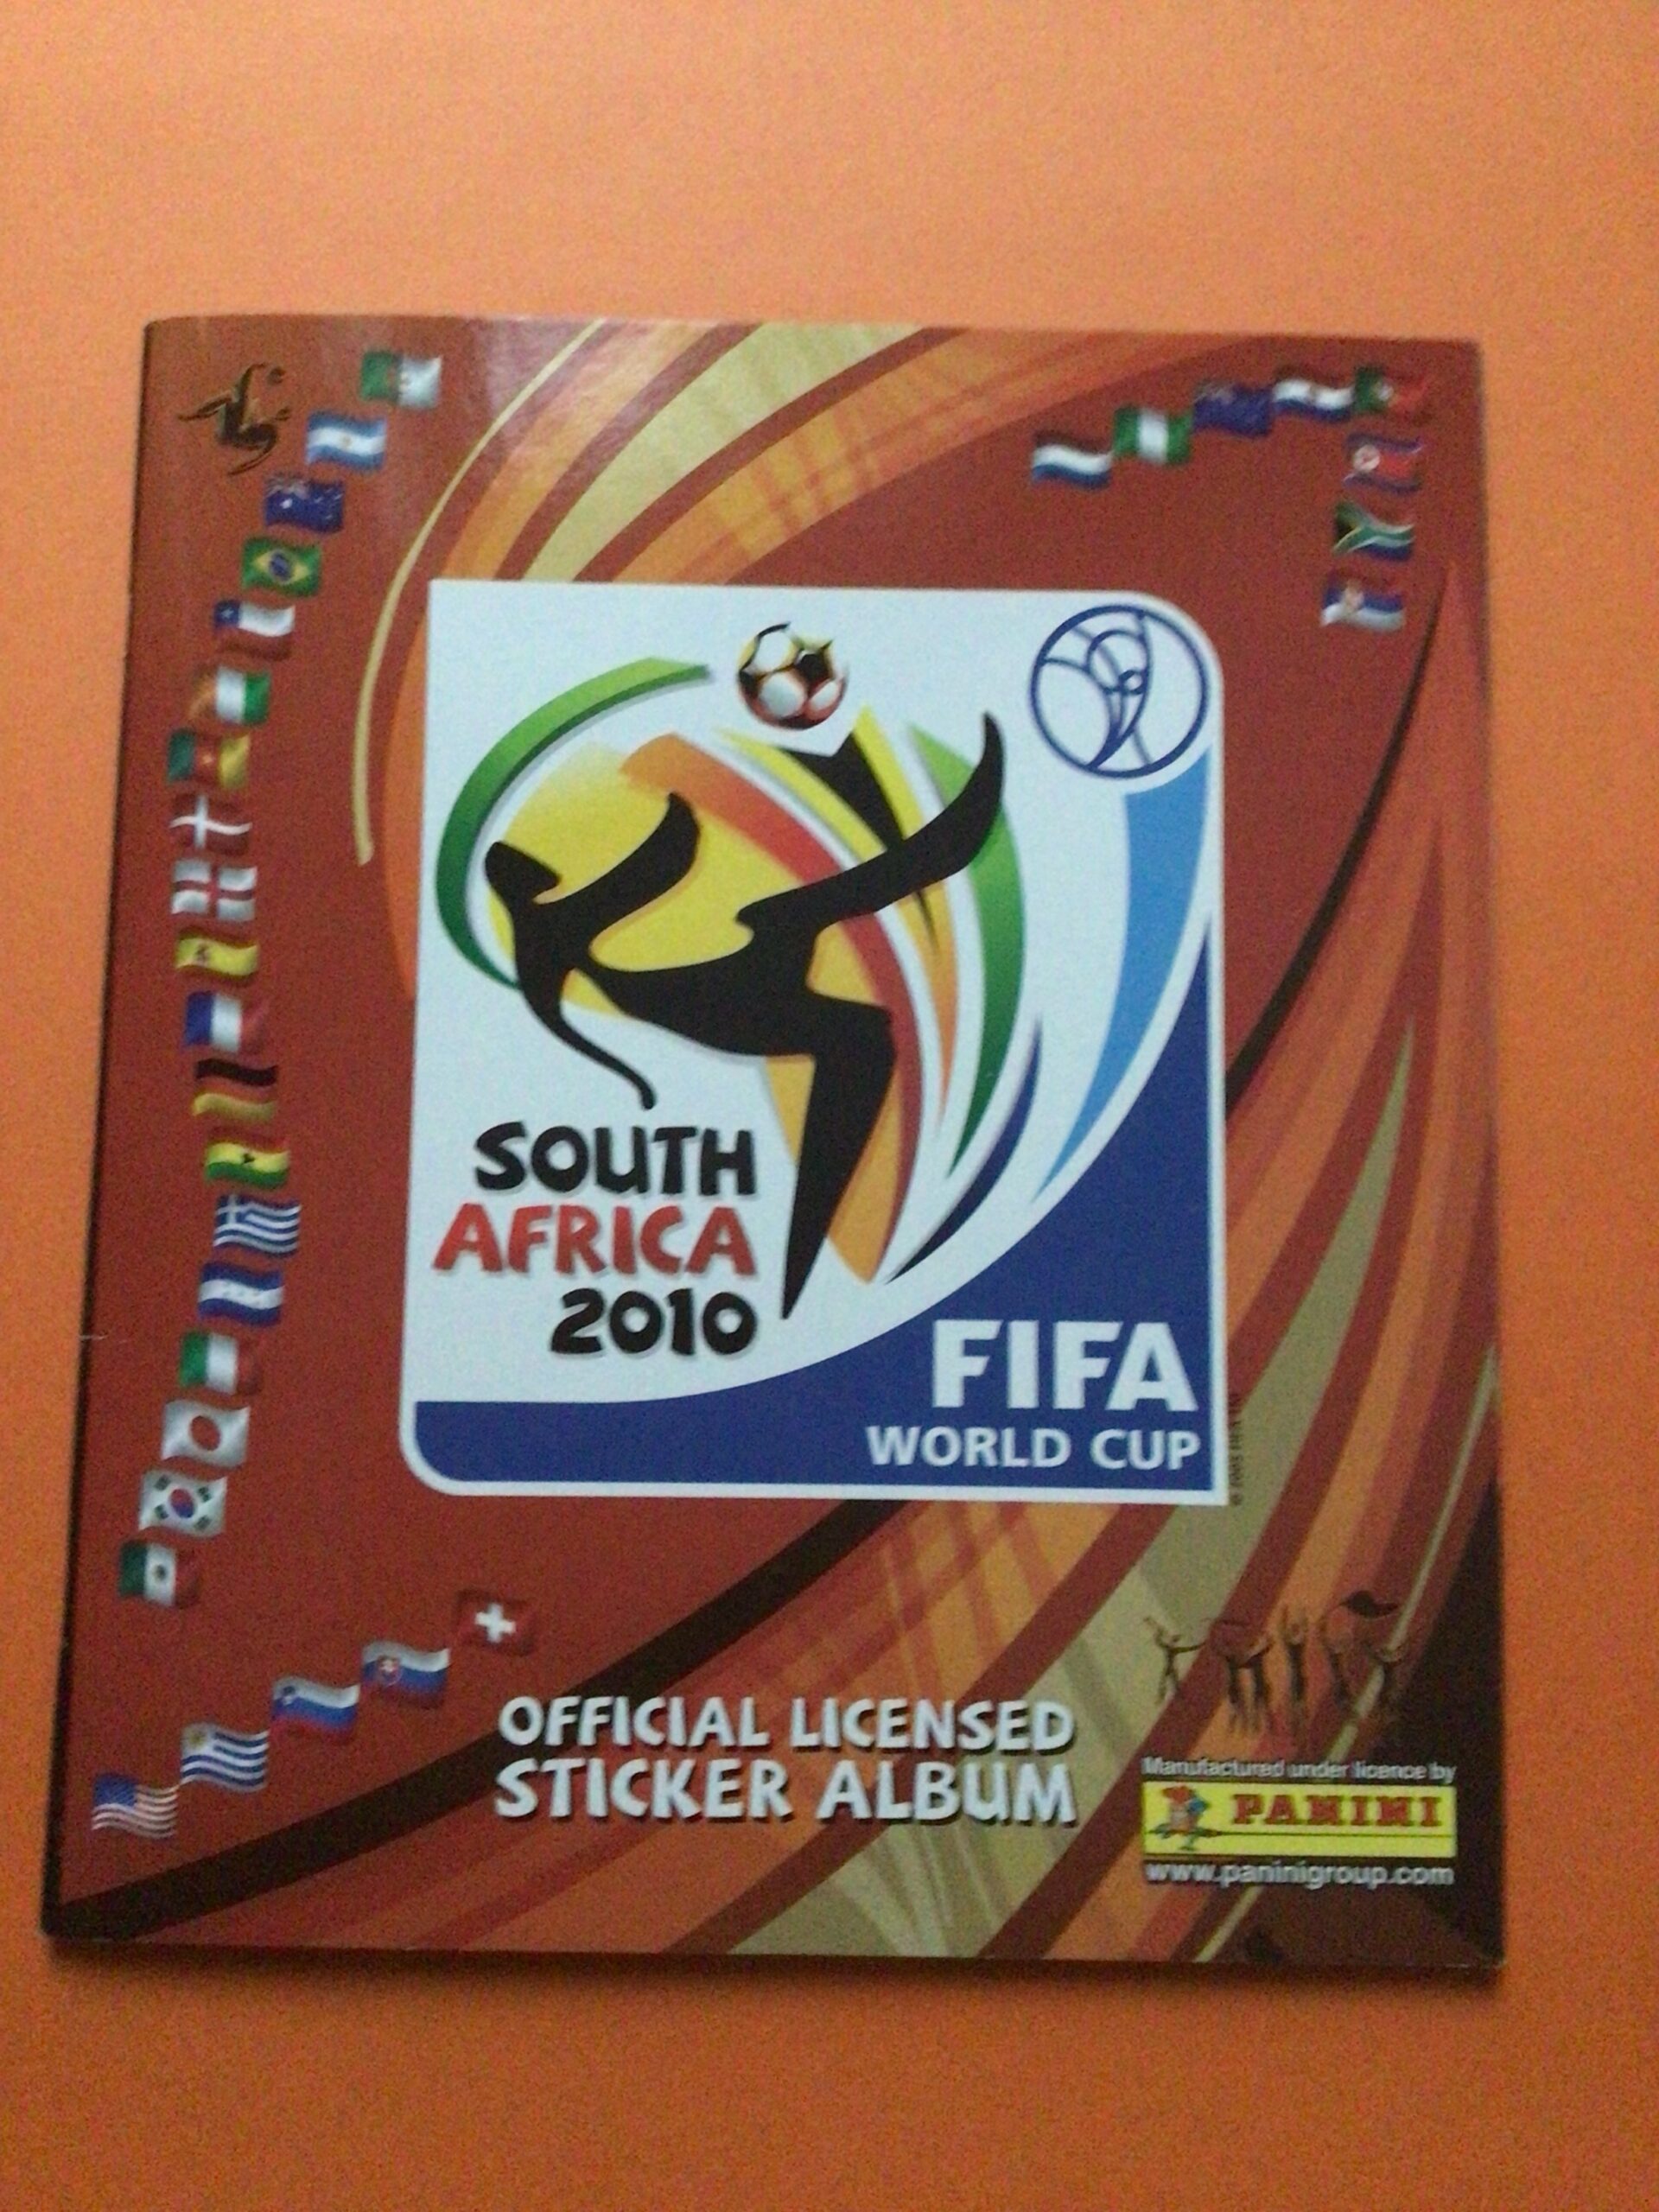 SOUTH
AFRICA
2010
FIFA
WORLD CUP
OFFICIAL LICENSED
STICKER ALBUM
Manufactured under licence by
PANINI
www.paninigroup.com